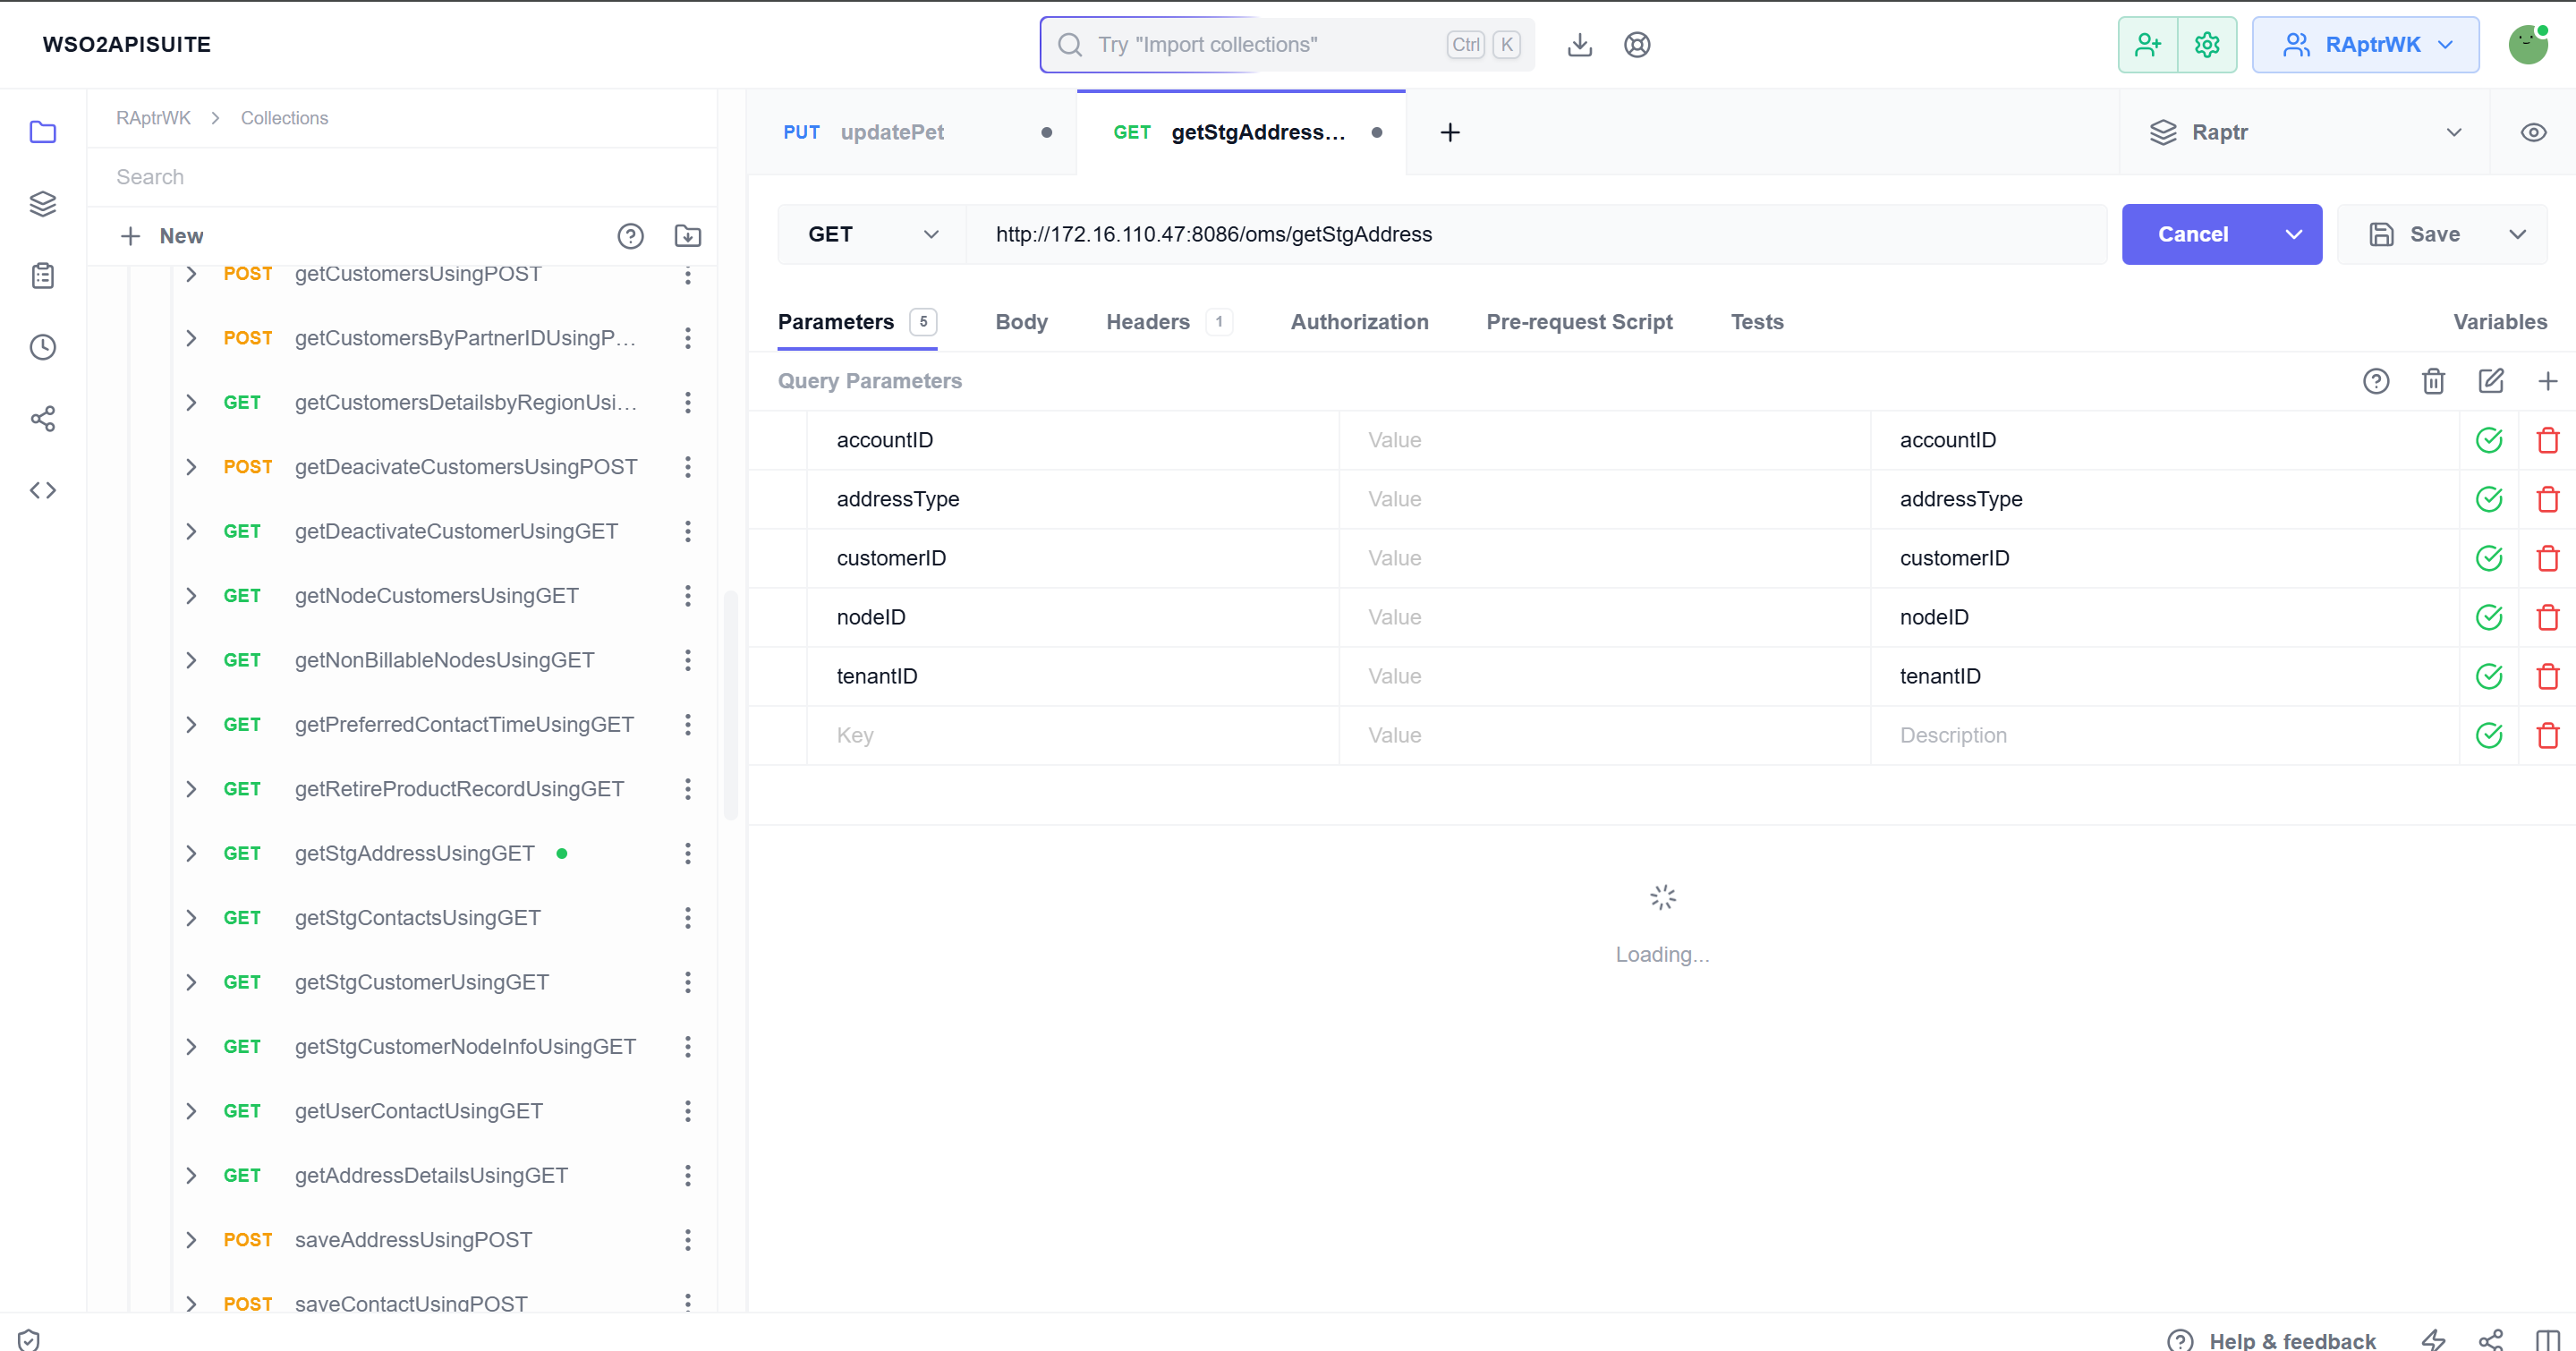 WSO2APISUITE
Try "Import collections"
Ctrl K
RAptrWK
RAptrWK > Collections
Search
New
POST getCustomersUsingPOST
POST getCustomersByPartnerIDUsingP...
GET getCustomersDetailsbyRegionUsi...
POST getDeacivateCustomersUsingPOST
GET getDeactivateCustomerUsingGET
GET getNodeCustomersUsingGET
GET getNonBillableNodesUsingGET
GET getPreferredContactTimeUsingGET
GET getRetireProductRecordUsingGET
GET getStgAddressUsingGET
GET getStgContactsUsingGET
GET getStgCustomerUsingGET
GET getStgCustomerNodeInfoUsingGET
GET getUserContactUsingGET
GET getAddressDetailsUsingGET
POST saveAddressUsingPOST
POST saveContactUsingPOST
PUT updatePet
GET getStgAddress...
Raptr
GET
http://172.16.110.47:8086/oms/getStgAddress
Cancel
Save
Parameters 5
Body
Headers 1
Authorization
Pre-request Script
Tests
Variables
Query Parameters
accountID Value accountID
addressType Value addressType
customerID Value customerID
nodeID Value nodeID
tenantID Value tenantID
Key Value Description
Loading...
Help & feedback